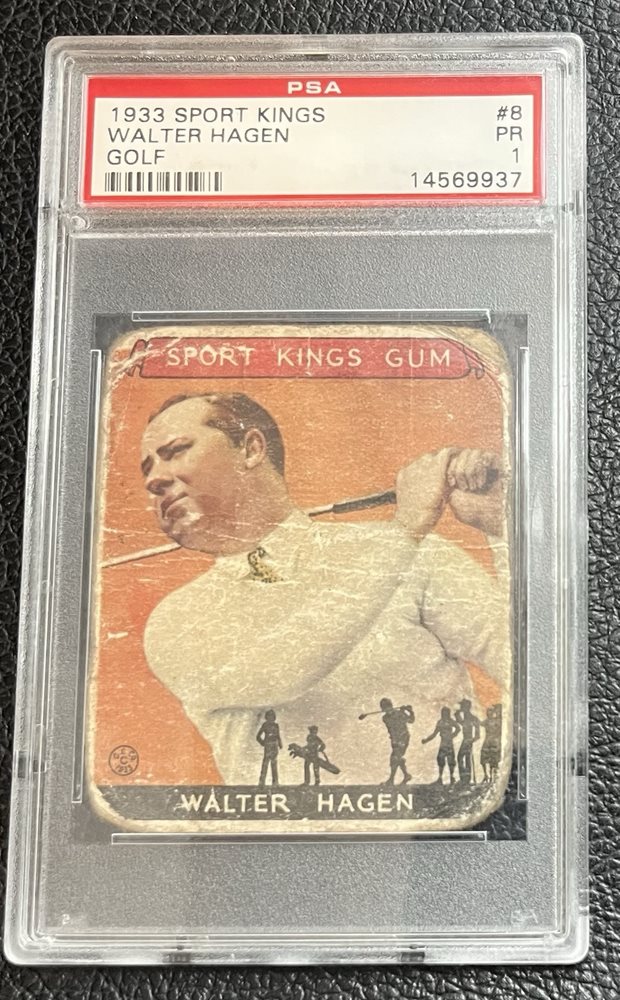 PSA
1933 SPORT KINGS #8
WALTER HAGEN PR
GOLF 1
14569937
SPORT KINGS GUM
WALTER HAGEN